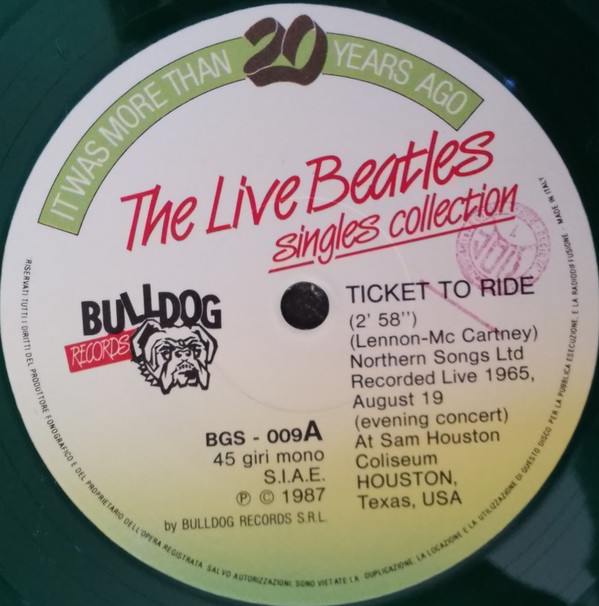 IT WAS MORE THAN 20 YEARS AGO
The Live Beatles
singles collection
BULLDOG
RECORDS
TICKET TO RIDE
(2' 58'')
(Lennon-Mc Cartney)
Northern Songs Ltd
Recorded Live 1965,
August 19
(evening concert)
At Sam Houston
Coliseum
HOUSTON,
Texas, USA
BGS - 009A
45 giri mono
S.I.A.E.
Ⓟ © 1987
by BULLDOG RECORDS S.R.L.
RISERVATI TUTTI I DIRITTI DEL PRODUTTORE FONOGRAFICO E DEL PROPRIETARIO DELL'OPERA REGISTRATA. SALVO AUTORIZZAZIONI, SONO VIETATE LA DUPLICAZIONE, LA LOCAZIONE E LA UTILIZZAZIONE DI QUESTO DISCO PER LA PUBBLICA ESECUZIONE, E LA RADIODIFFUSIONE. MADE IN ITALY